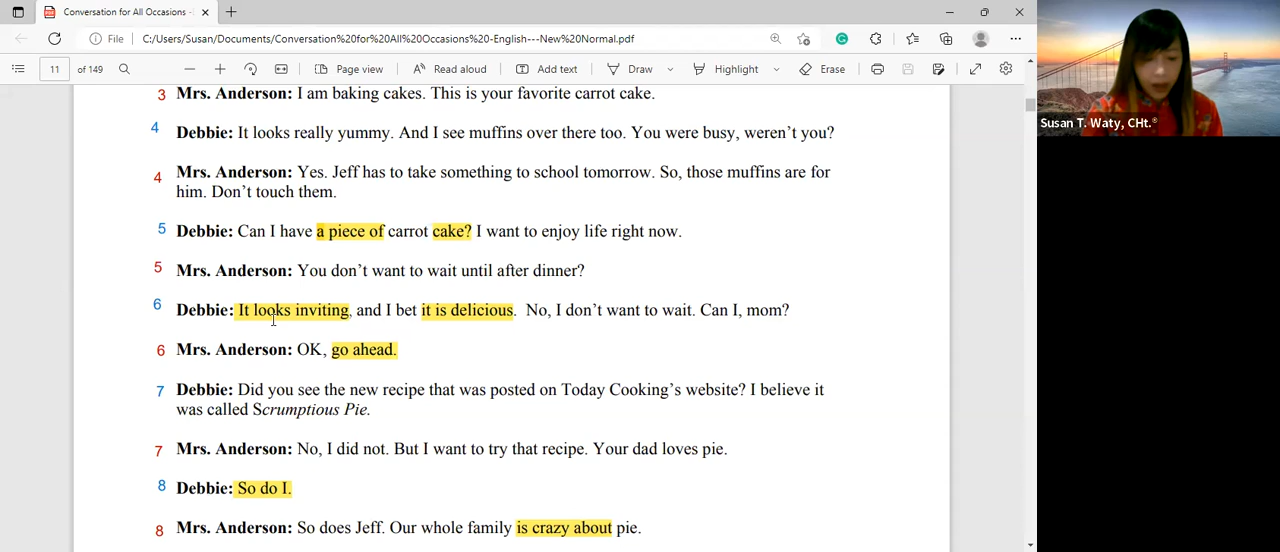 Conversation for All Occasions -
File
C:/Users/Susan/Documents/Conversation%20for%20All%20Occasions%20-English---New%20Normal.pdf
11 of 149
Page view
Read aloud
Add text
Draw
Highlight
Erase
Susan T. Waty, CHt.®
3 Mrs. Anderson: I am baking cakes. This is your favorite carrot cake.
4 Debbie: It looks really yummy. And I see muffins over there too. You were busy, weren't you?
4 Mrs. Anderson: Yes. Jeff has to take something to school tomorrow. So, those muffins are for
him. Don't touch them.
5 Debbie: Can I have a piece of carrot cake? I want to enjoy life right now.
5 Mrs. Anderson: You don't want to wait until after dinner?
6 Debbie: It looks inviting, and I bet it is delicious. No, I don't want to wait. Can I, mom?
6 Mrs. Anderson: OK, go ahead.
7 Debbie: Did you see the new recipe that was posted on Today Cooking's website? I believe it
was called Scrumptious Pie.
7 Mrs. Anderson: No, I did not. But I want to try that recipe. Your dad loves pie.
8 Debbie: So do I.
8 Mrs. Anderson: So does Jeff. Our whole family is crazy about pie.